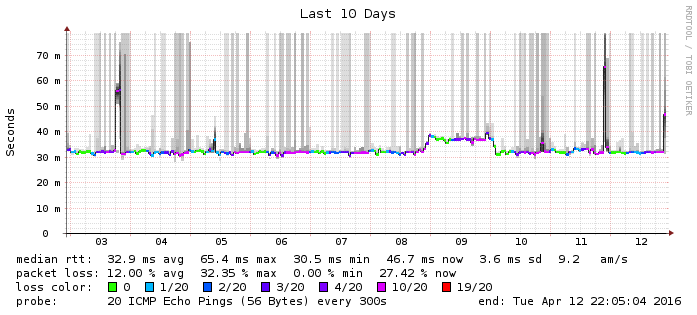 Last 10 Days
RRDTOOL / TOBI OETIKER
Seconds
70 m
60 m
50 m
40 m
30 m
20 m
10 m
0
03 04 05 06 07 08 09 10 11 12
median rtt: 32.9 ms avg 65.4 ms max 30.5 ms min 46.7 ms now 3.6 ms sd 9.2 am/s
packet loss: 12.00 % avg 32.35 % max 0.00 % min 27.42 % now
loss color: 0 1/20 2/20 3/20 4/20 10/20 19/20
probe: 20 ICMP Echo Pings (56 Bytes) every 300s end: Tue Apr 12 22:05:04 2016